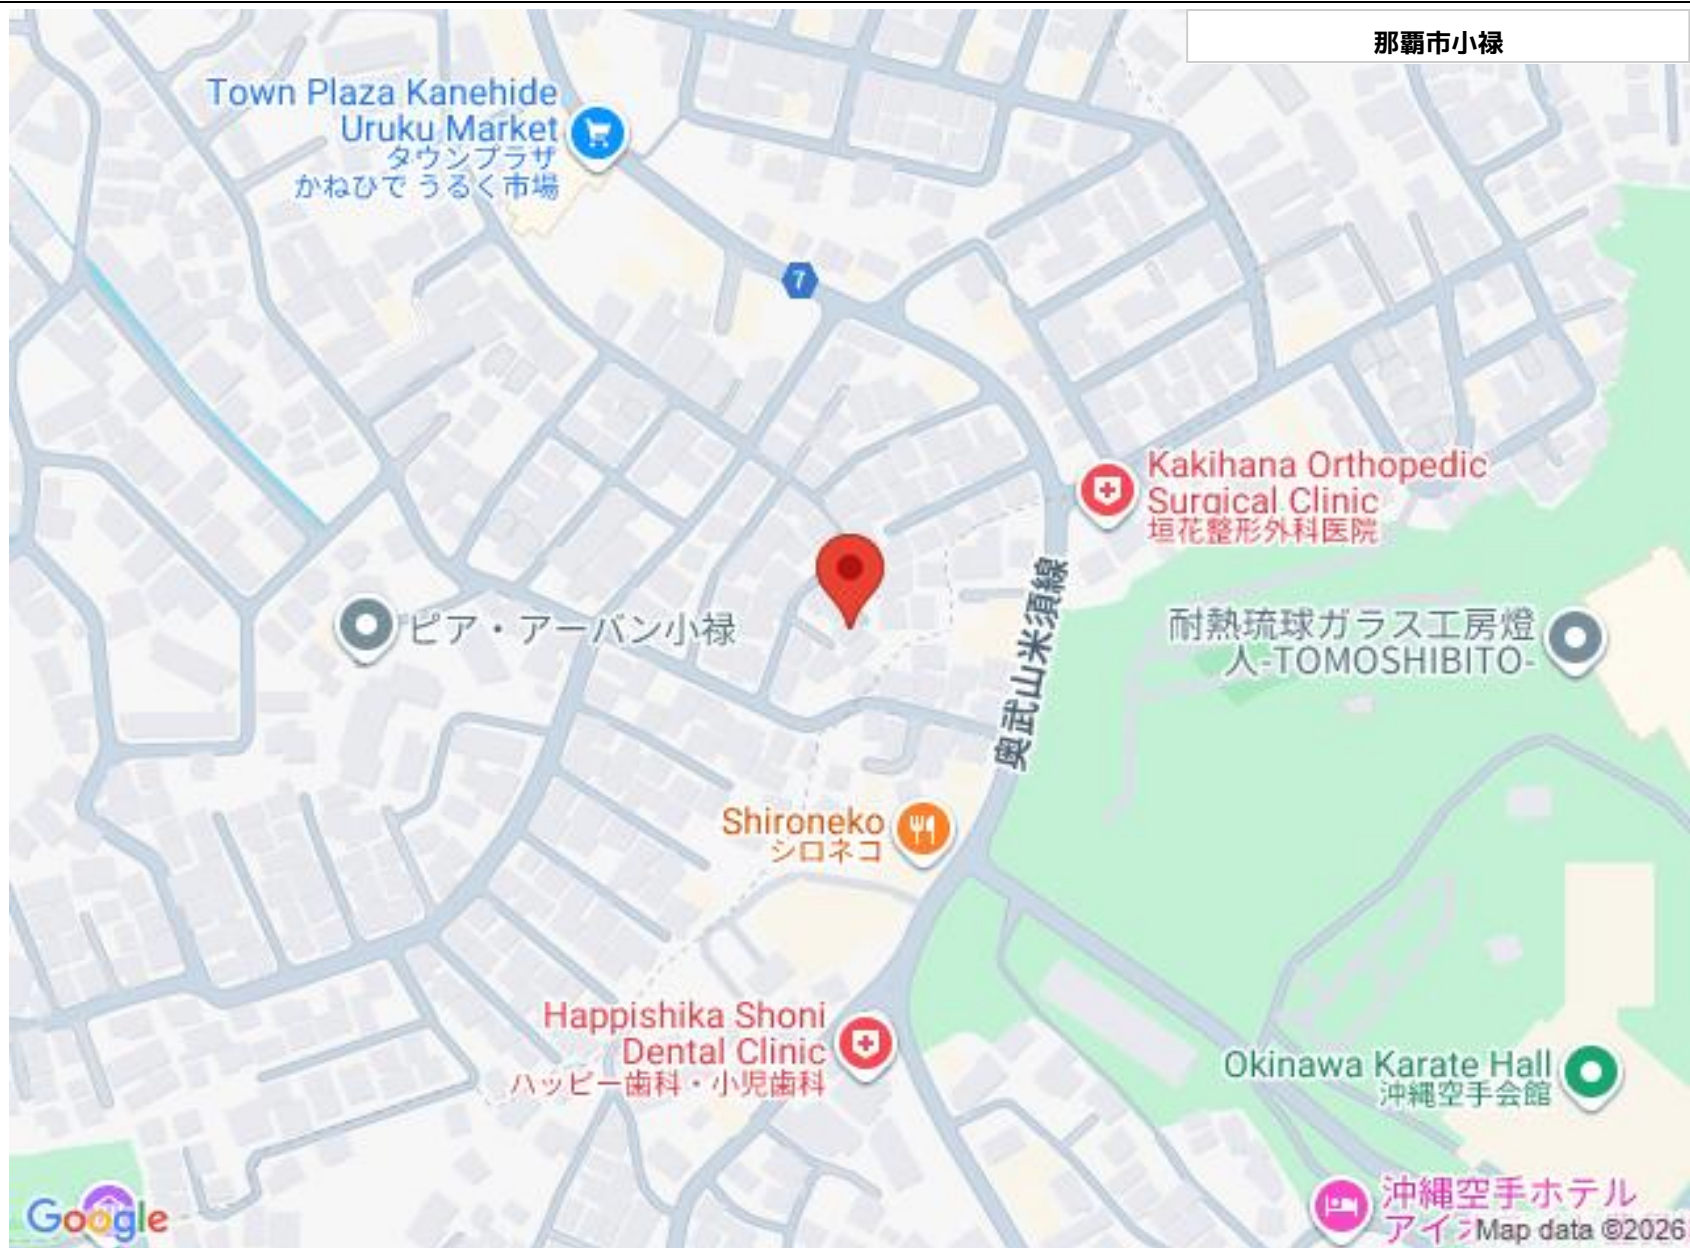 那覇市小禄
Town Plaza Kanehide
Uruku Market
タウンプラザ
かねひで うるく市場
7
Kakihana Orthopedic
Surgical Clinic
垣花整形外科医院
奥武山米須線
ピア・アーバン小禄
耐熱琉球ガラス工房燈
人-TOMOSHIBITO-
Shironeko
シロネコ
Happishika Shoni
Dental Clinic
ハッピー歯科・小児歯科
Okinawa Karate Hall
沖縄空手会館
沖縄空手ホテル
アイ
Google
Map data ©2026